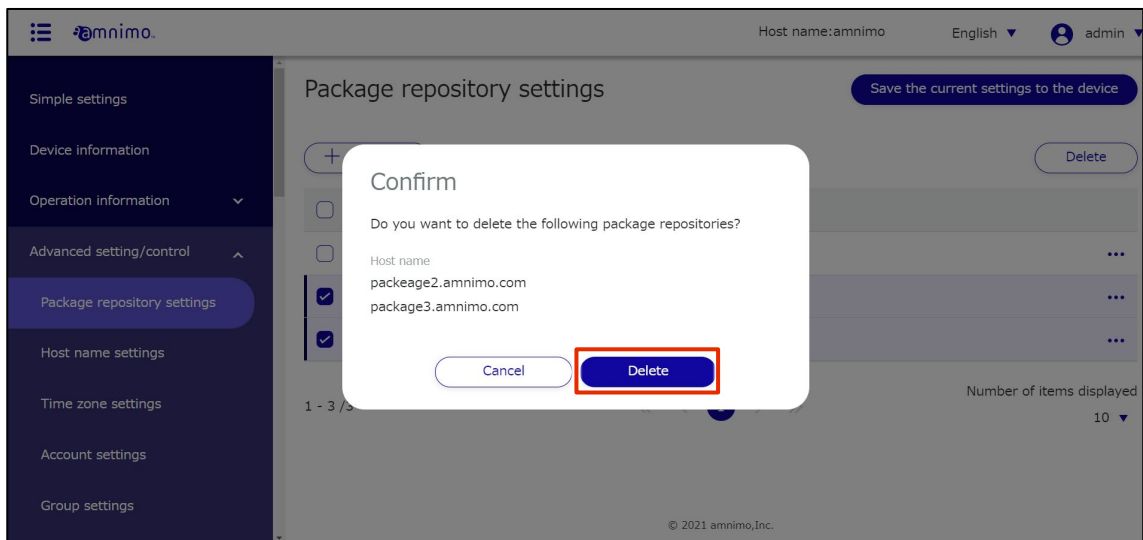 amnimo
Host name:amnimo
English
admin
Simple settings
Device information
Operation information
Advanced setting/control
Package repository settings
Host name settings
Time zone settings
Account settings
Group settings
Package repository settings
Save the current settings to the device
Delete
Confirm
Do you want to delete the following package repositories?
Host name
packeage2.amnimo.com
package3.amnimo.com
Cancel
Delete
1 - 3 /3
Number of items displayed
10
© 2021 amnimo,Inc.